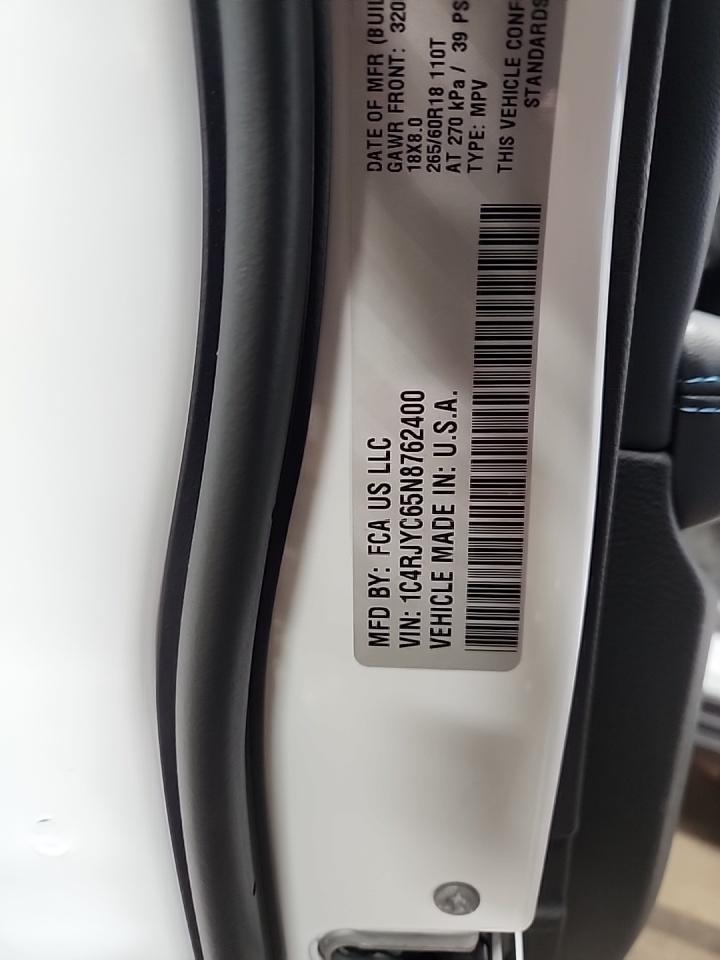 MFD BY: FCA US LLC
VIN: 1C4RJYC65N8762400
VEHICLE MADE IN: U.S.A.
DATE OF MFR (BUIL
GAWR FRONT: 320
18X8.0
265/60R18 110T
AT 270 kPa / 39 PS
TYPE: MPV
THIS VEHICLE CONF
STANDARDS